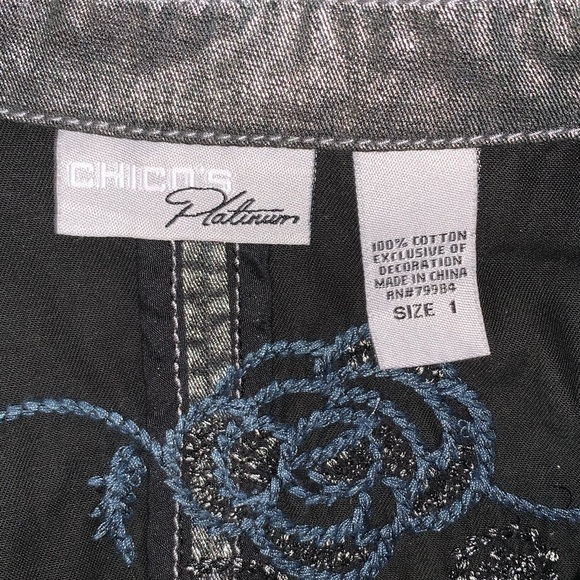 CHICO'S
Platinum
100% COTTON
EXCLUSIVE OF
DECORATION
MADE IN CHINA
RN#79984
SIZE 1